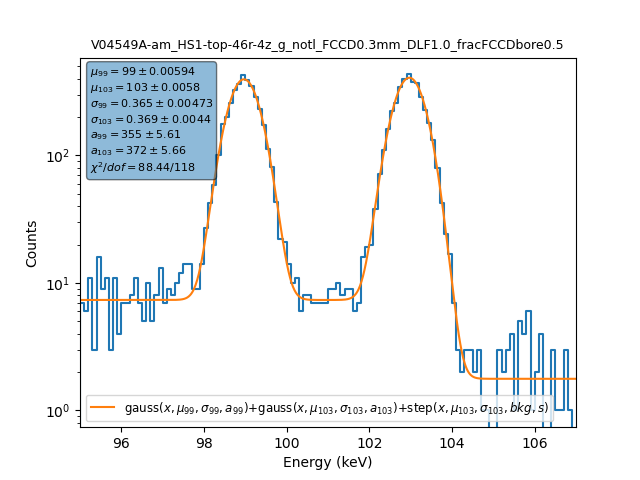 V04549A-am_HS1-top-46r-4z_g_notl_FCCD0.3mm_DLF1.0_fracFCCDbore0.5
μ₉₉ = 99 ± 0.00594
μ₁₀₃ = 103 ± 0.0058
σ₉₉ = 0.365 ± 0.00473
σ₁₀₃ = 0.369 ± 0.0044
a₉₉ = 355 ± 5.61
a₁₀₃ = 372 ± 5.66
χ²/dof = 88.44/118
Counts
10²
10¹
10⁰
gauss(x, μ₉₉, σ₉₉, a₉₉)+gauss(x, μ₁₀₃, σ₁₀₃, a₁₀₃)+step(x, μ₁₀₃, σ₁₀₃, bkg, s)
96 98 100 102 104 106
Energy (keV)